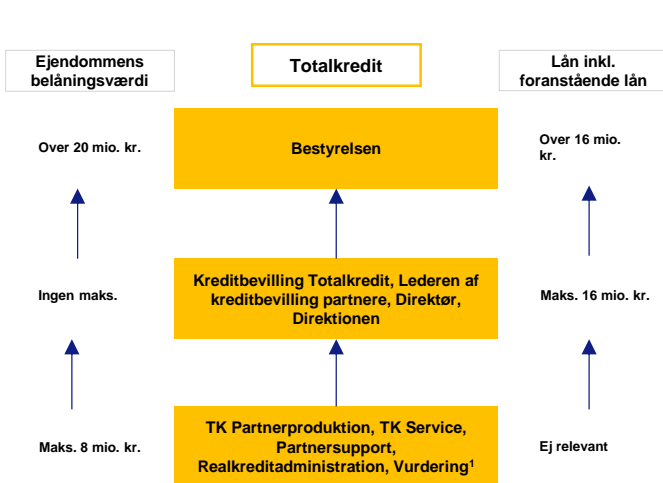 Ejendommens
belåningsværdi
Totalkredit
Lån inkl.
foranstående lån
Over 20 mio. kr.
Bestyrelsen
Over 16 mio.
kr.
Ingen maks.
Kreditbevilling Totalkredit, Lederen af
kreditbevilling partnere, Direktør,
Direktionen
Maks. 16 mio. kr.
Maks. 8 mio. kr.
TK Partnerproduktion, TK Service,
Partnersupport,
Realkreditadministration, Vurdering¹
Ej relevant